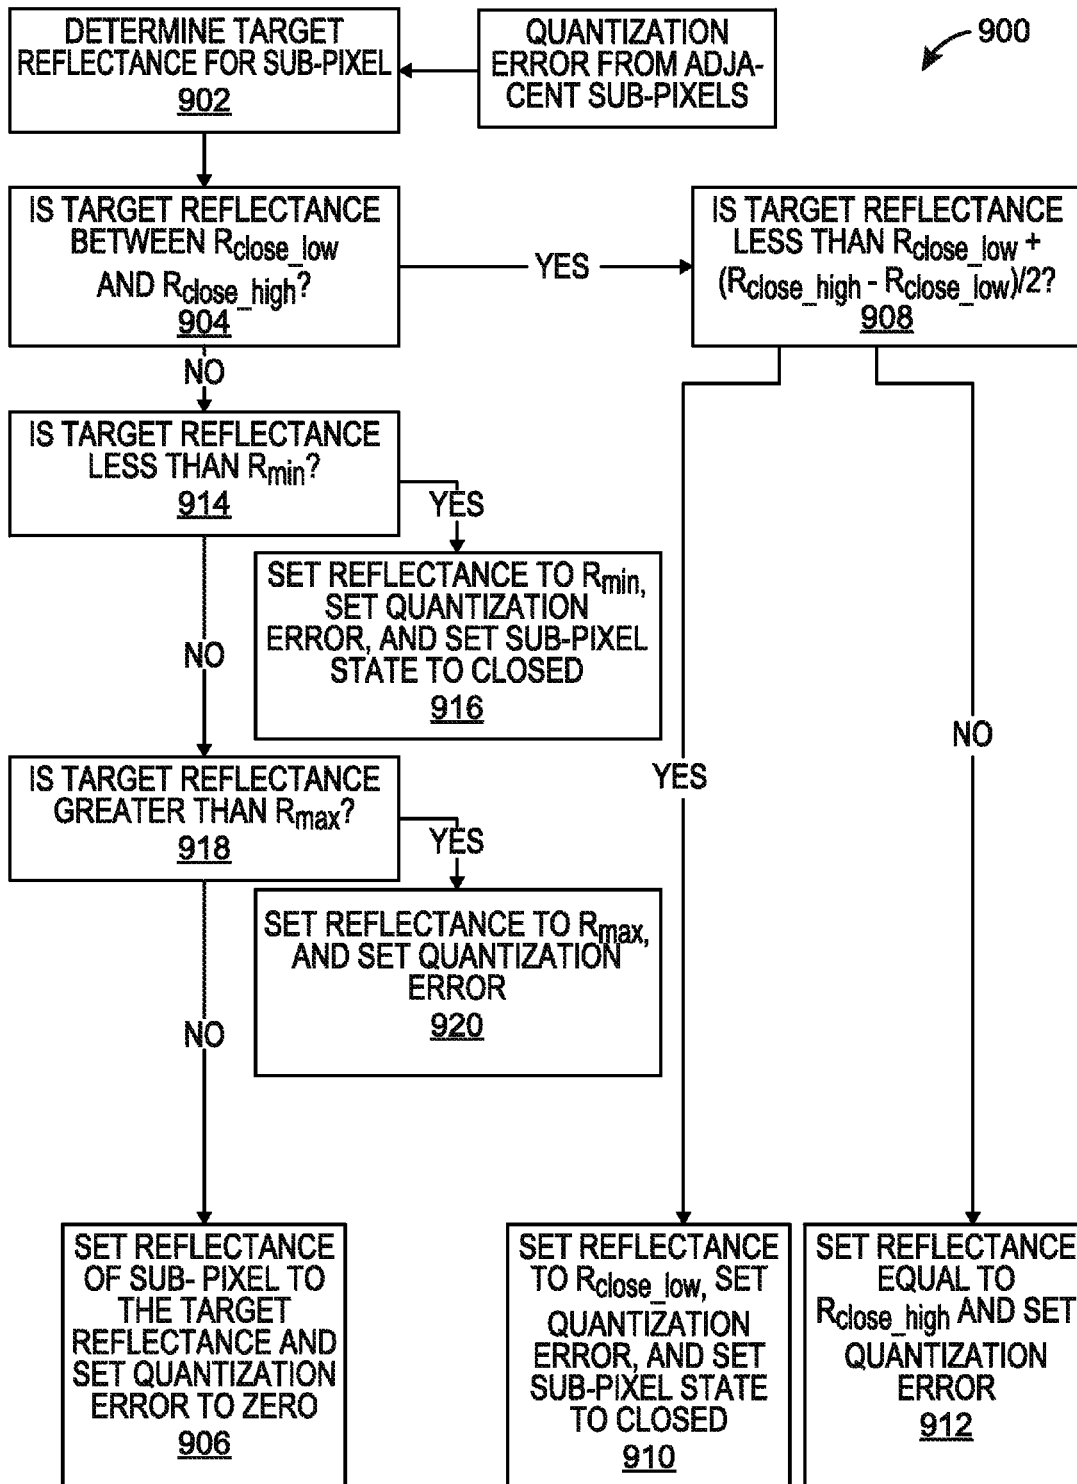 DETERMINE TARGET
REFLECTANCE FOR SUB-PIXEL
902
QUANTIZATION
ERROR FROM ADJA-
CENT SUB-PIXELS
900
IS TARGET REFLECTANCE
BETWEEN Rclose_low
AND Rclose_high?
904
YES
IS TARGET REFLECTANCE
LESS THAN Rclose_low +
(Rclose_high - Rclose_low)/2?
908
NO
IS TARGET REFLECTANCE
LESS THAN Rmin?
914
YES
SET REFLECTANCE TO Rmin,
SET QUANTIZATION
ERROR, AND SET SUB-PIXEL
STATE TO CLOSED
916
NO
IS TARGET REFLECTANCE
GREATER THAN Rmax?
918
YES
SET REFLECTANCE TO Rmax,
AND SET QUANTIZATION
ERROR
920
NO
YES
NO
SET REFLECTANCE
OF SUB- PIXEL TO
THE TARGET
REFLECTANCE AND
SET QUANTIZATION
ERROR TO ZERO
906
SET REFLECTANCE
TO Rclose_low, SET
QUANTIZATION
ERROR, AND SET
SUB-PIXEL STATE
TO CLOSED
910
SET REFLECTANCE
EQUAL TO
Rclose_high AND SET
QUANTIZATION
ERROR
912